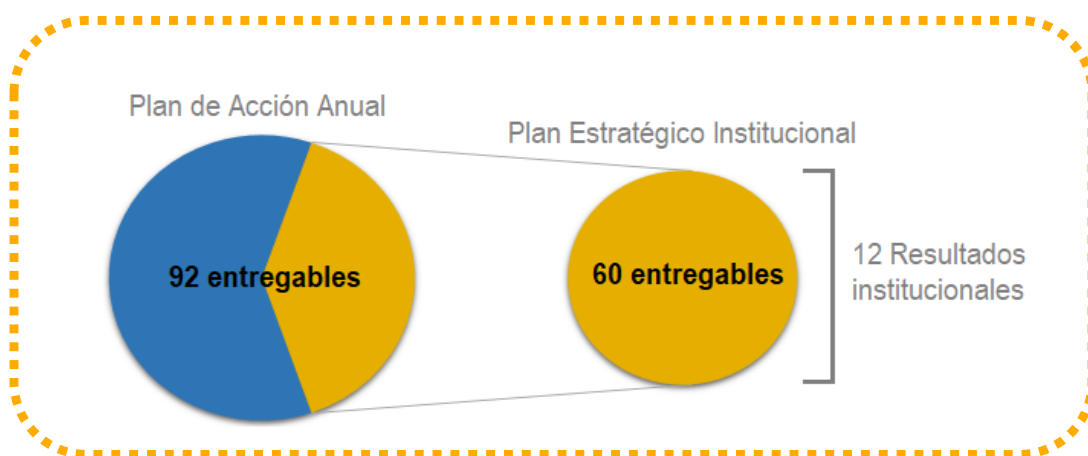 Plan de Acción Anual
92 entregables
Plan Estratégico Institucional
60 entregables
12 Resultados
institucionales